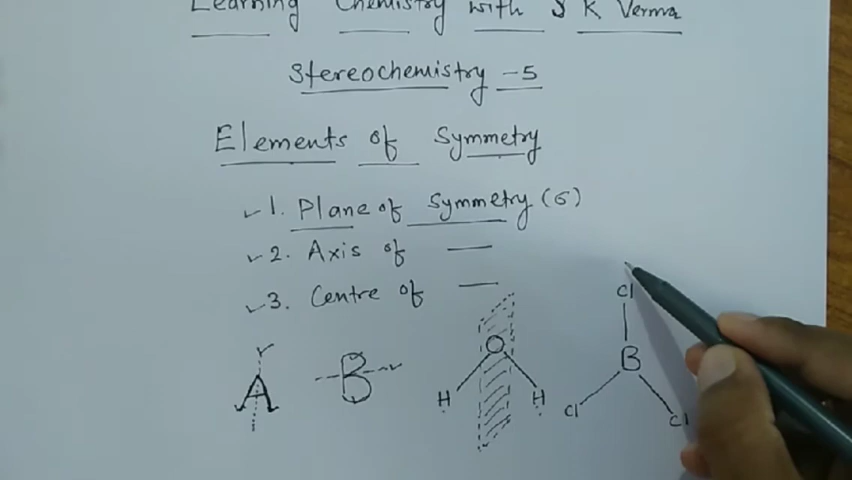 Learning Chemistry with S K Verma
Stereochemistry -5
Elements of Symmetry
1. Plane of Symmetry (σ)
2. Axis of —
3. Centre of —
A B
O
H H
Cl
B
Cl Cl